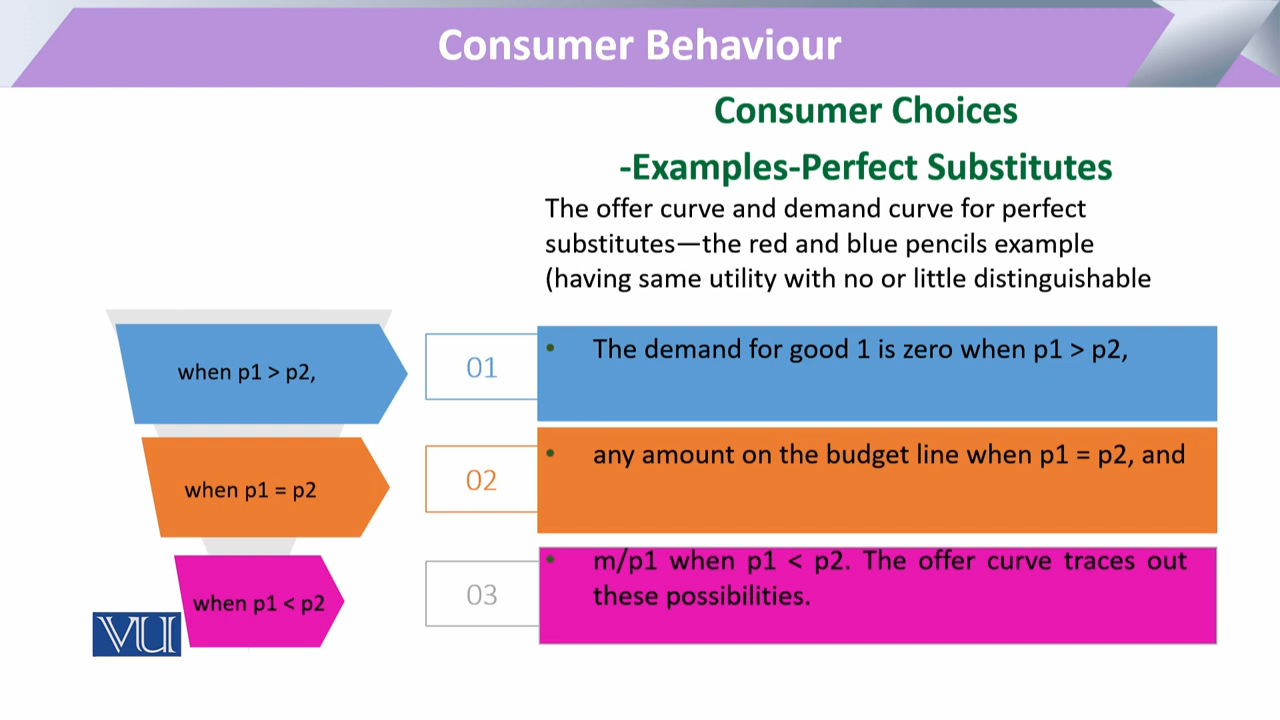 Consumer Behaviour
Consumer Choices
-Examples-Perfect Substitutes
The offer curve and demand curve for perfect
substitutes—the red and blue pencils example
(having same utility with no or little distinguishable
when p1 > p2,
01
• The demand for good 1 is zero when p1 > p2,
when p1 = p2
02
• any amount on the budget line when p1 = p2, and
when p1 < p2
03
• m/p1 when p1 < p2. The offer curve traces out
these possibilities.
VU